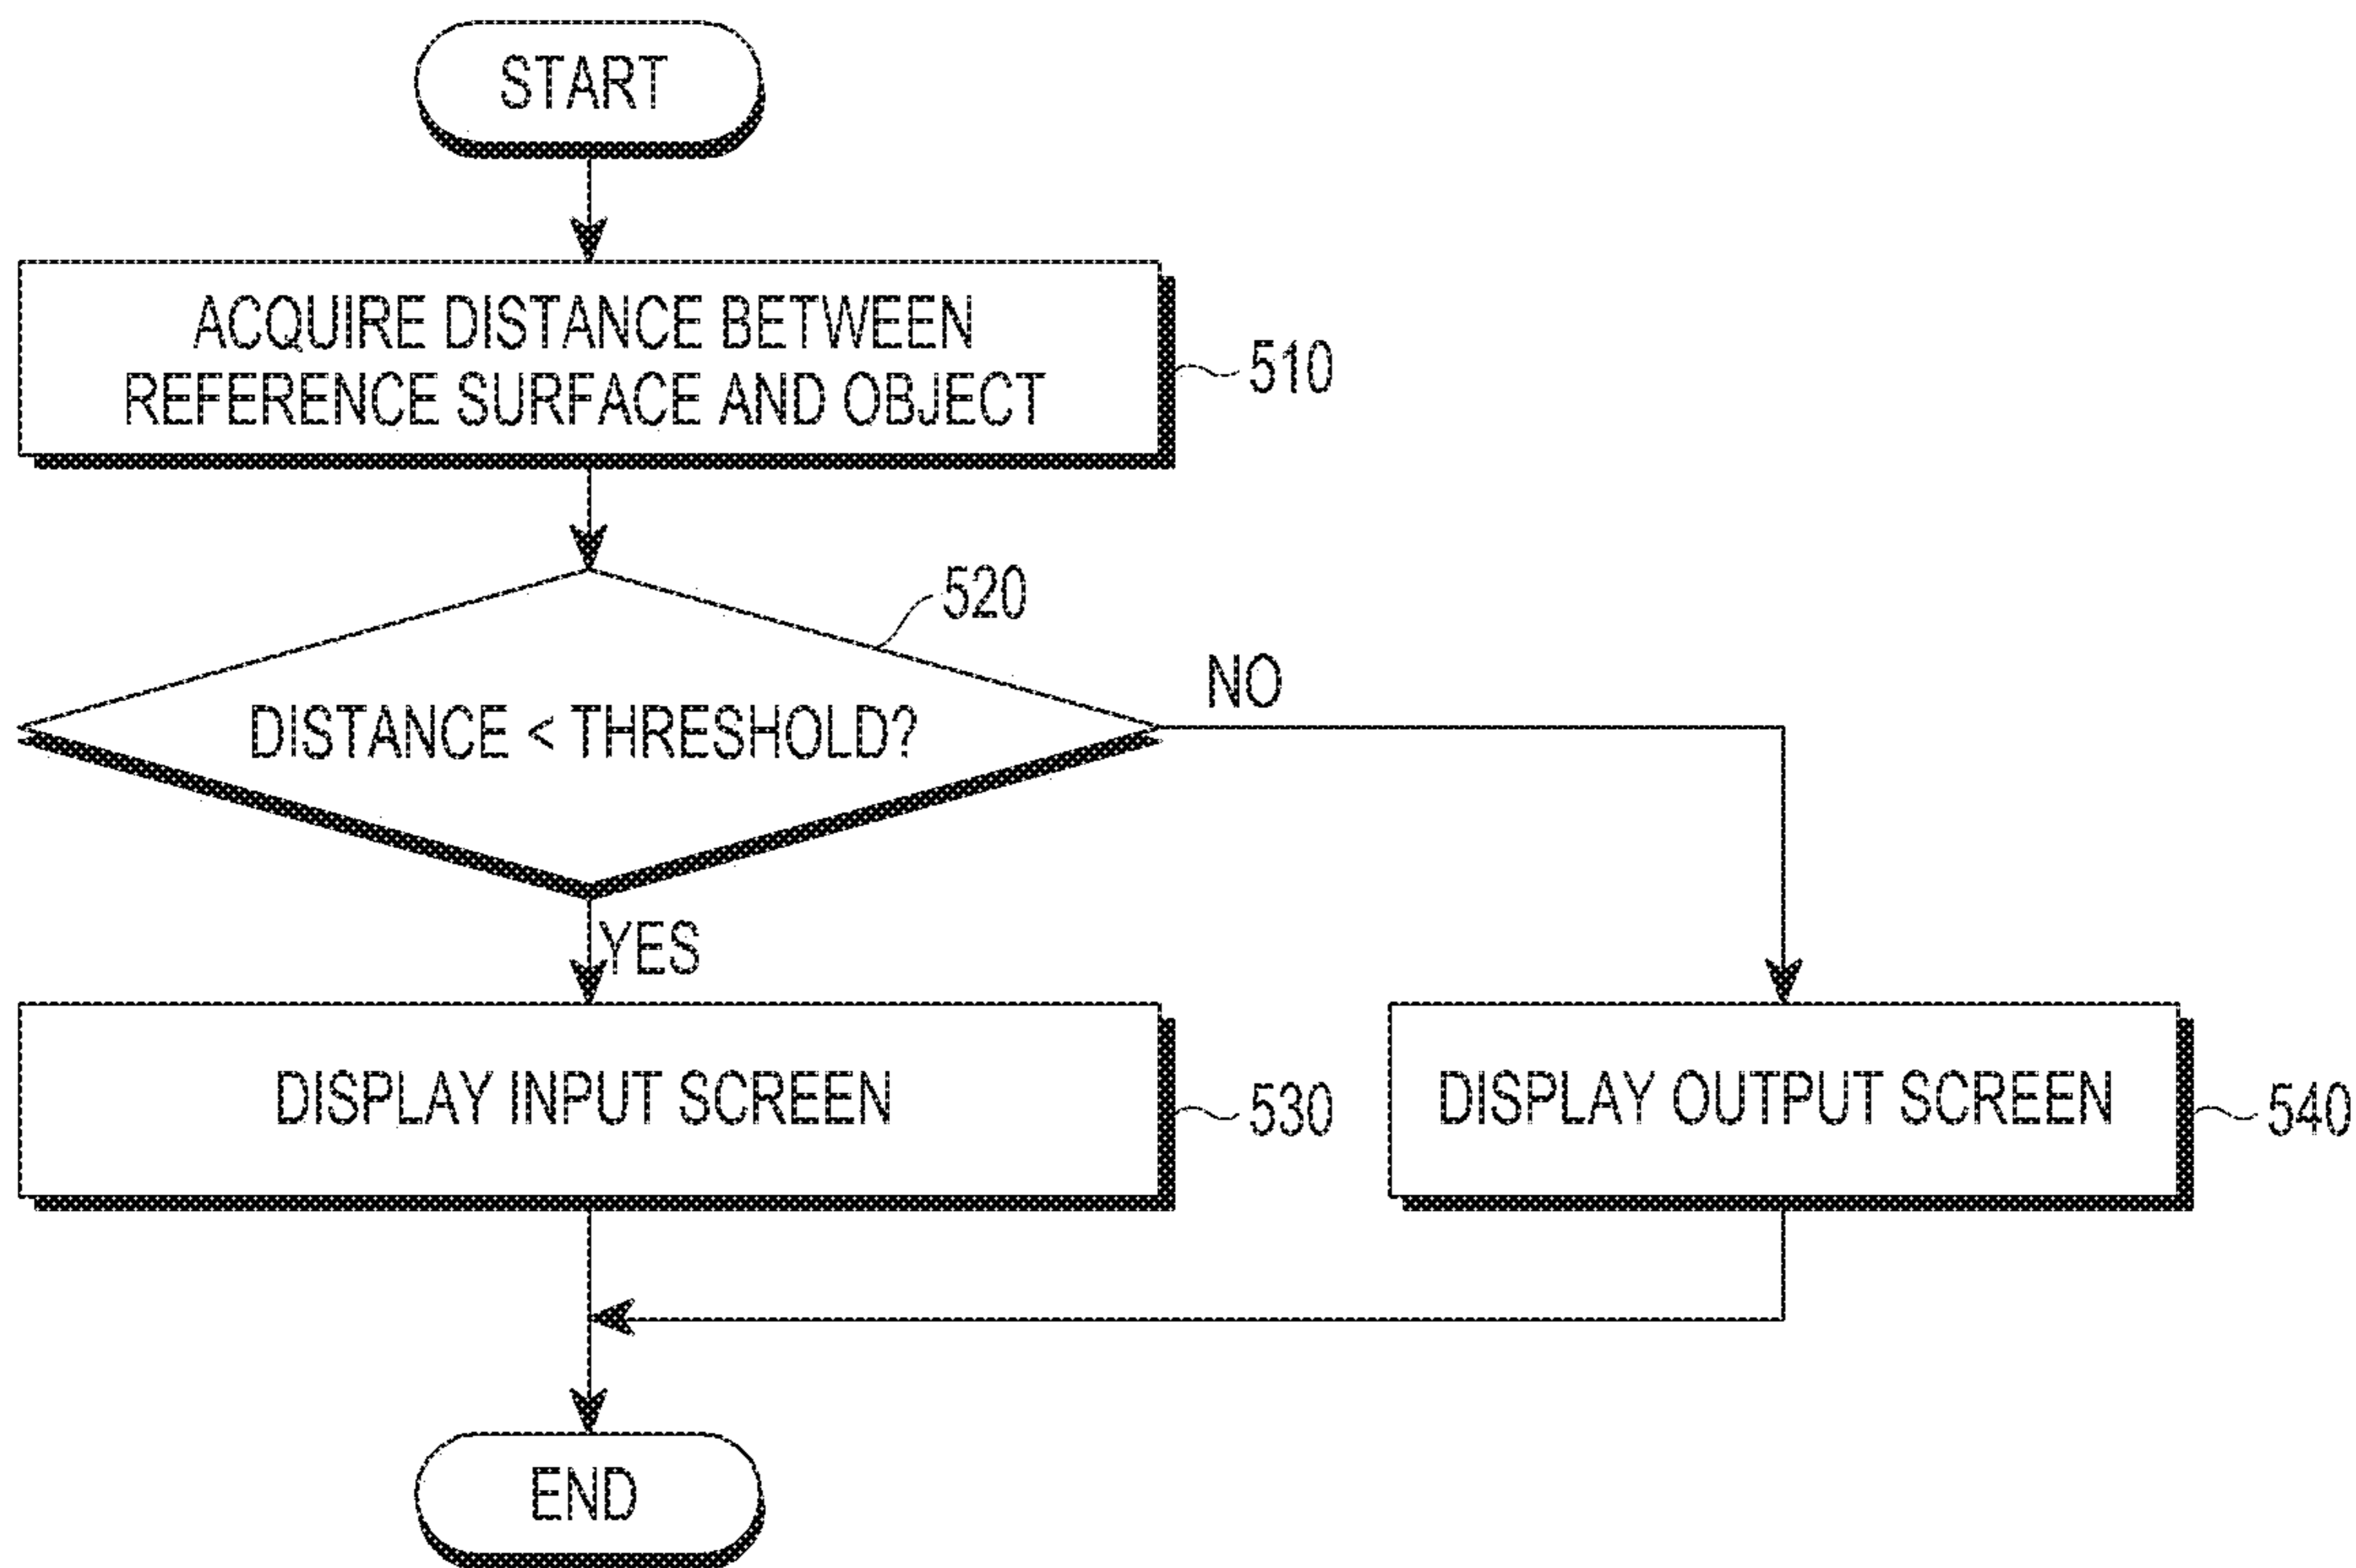 START
ACQUIRE DISTANCE BETWEEN
REFERENCE SURFACE AND OBJECT
510
520
DISTANCE < THRESHOLD?
NO
YES
DISPLAY INPUT SCREEN
530
DISPLAY OUTPUT SCREEN
540
END